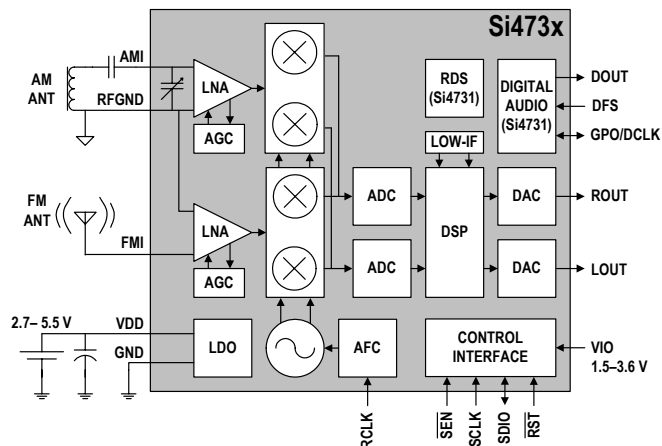 Si473x
AMI
AM
ANT
RFGND
LNA
AGC
RDS
(Si4731)
DIGITAL
AUDIO
(Si4731)
DOUT
DFS
GPO/DCLK
LOW-IF
FM
ANT
FMI
LNA
AGC
ADC
ADC
DSP
DAC
DAC
ROUT
LOUT
2.7– 5.5 V
VDD
GND
LDO
AFC
CONTROL
INTERFACE
VIO
1.5–3.6 V
RCLK
SEN
SCLK
SDIO
RST